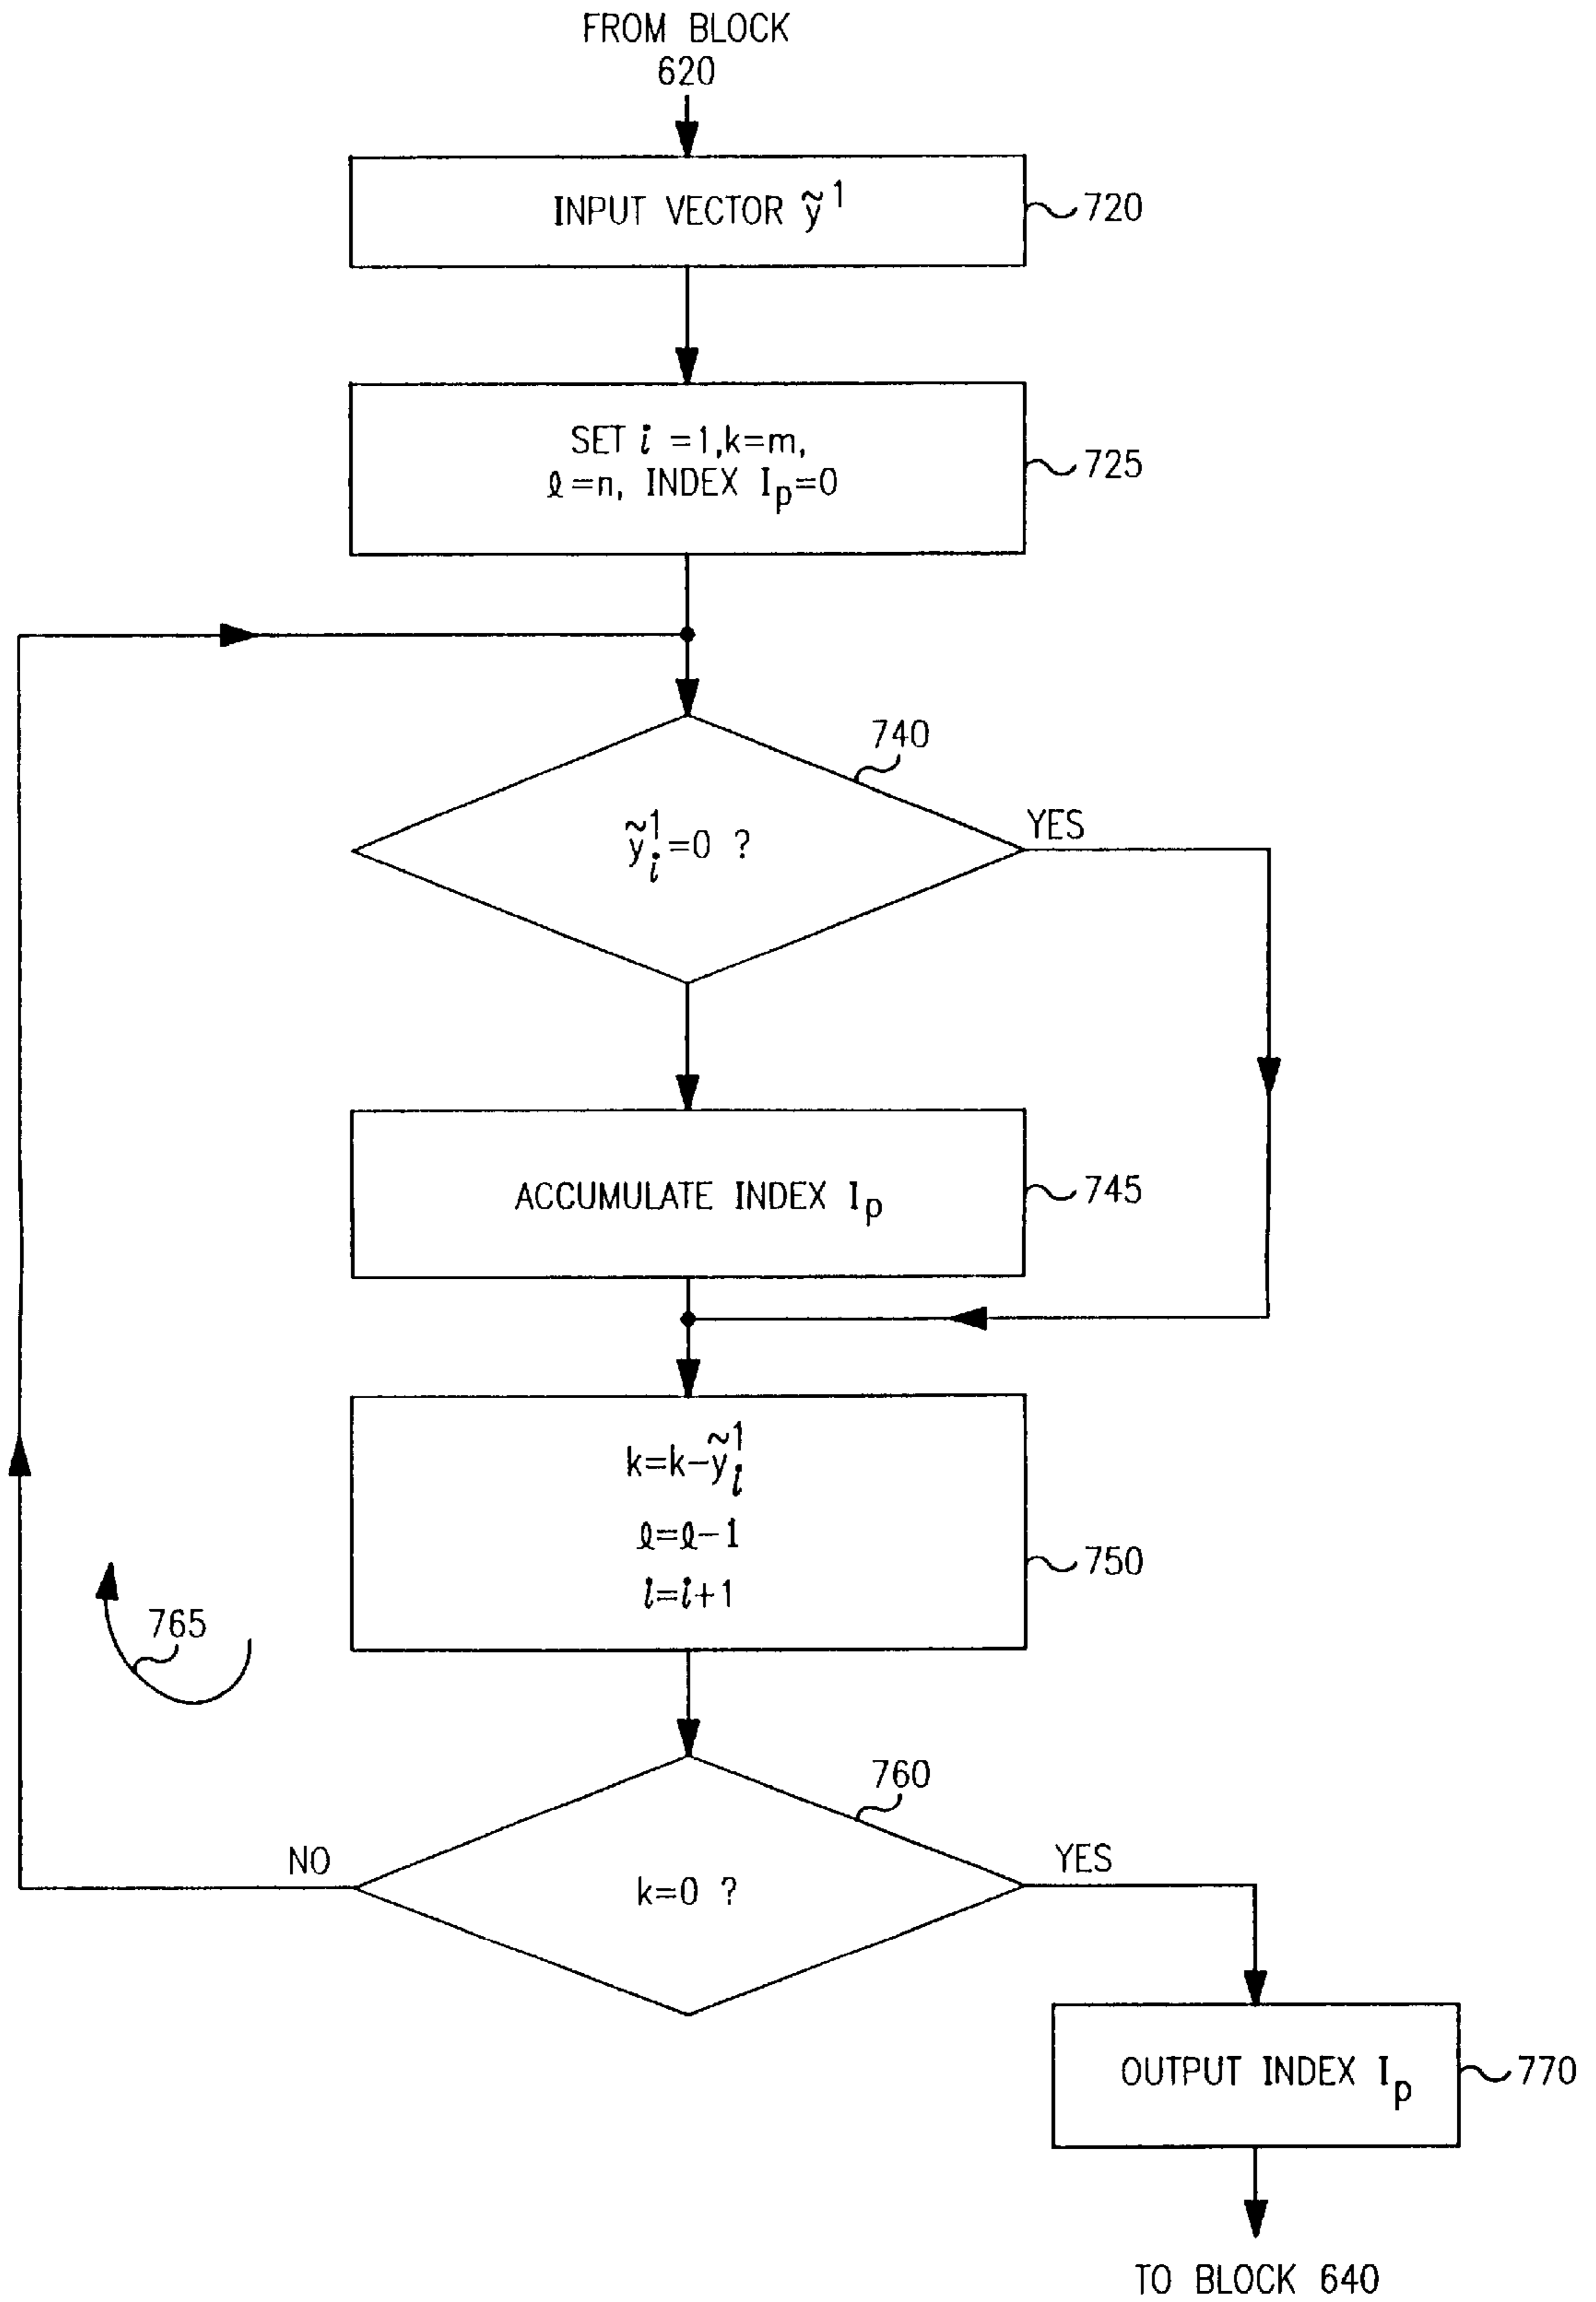 FROM BLOCK
620
INPUT VECTOR ỹ¹
720
SET i =1,k=m,
ℓ=n, INDEX Iₚ=0
725
740
ỹ¹ᵢ=0 ?
YES
ACCUMULATE INDEX Iₚ
745
k=k-ỹ¹ᵢ
ℓ=ℓ-1
i=i+1
750
765
760
NO
k=0 ?
YES
OUTPUT INDEX Iₚ
770
TO BLOCK 640